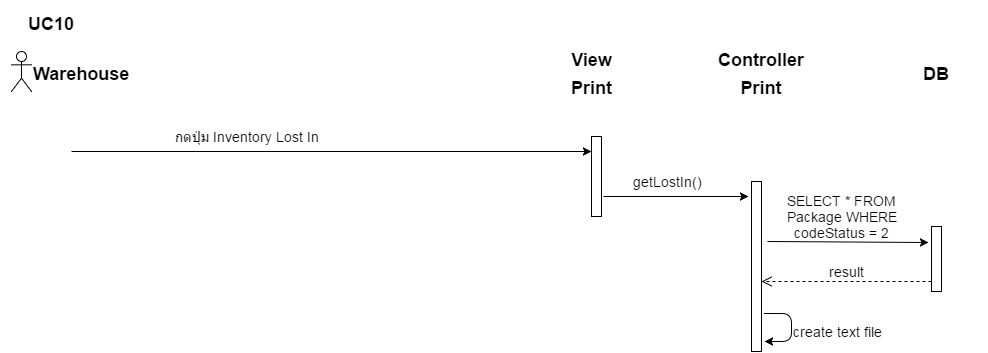 UC10
Warehouse
View
Print
Controller
Print
DB
กดปุ่ม Inventory Lost In
getLostIn()
SELECT * FROM
Package WHERE
codeStatus = 2
result
create text file